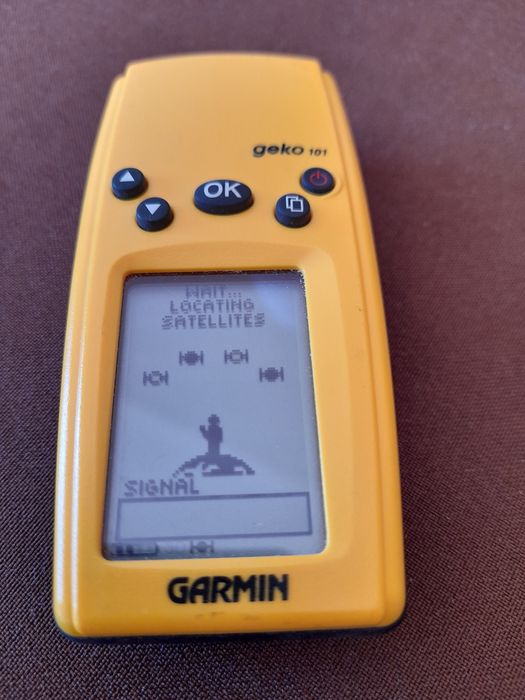 geko 101
OK
WAIT...
LOCATING
SATELLITES
SIGNAL
GARMIN